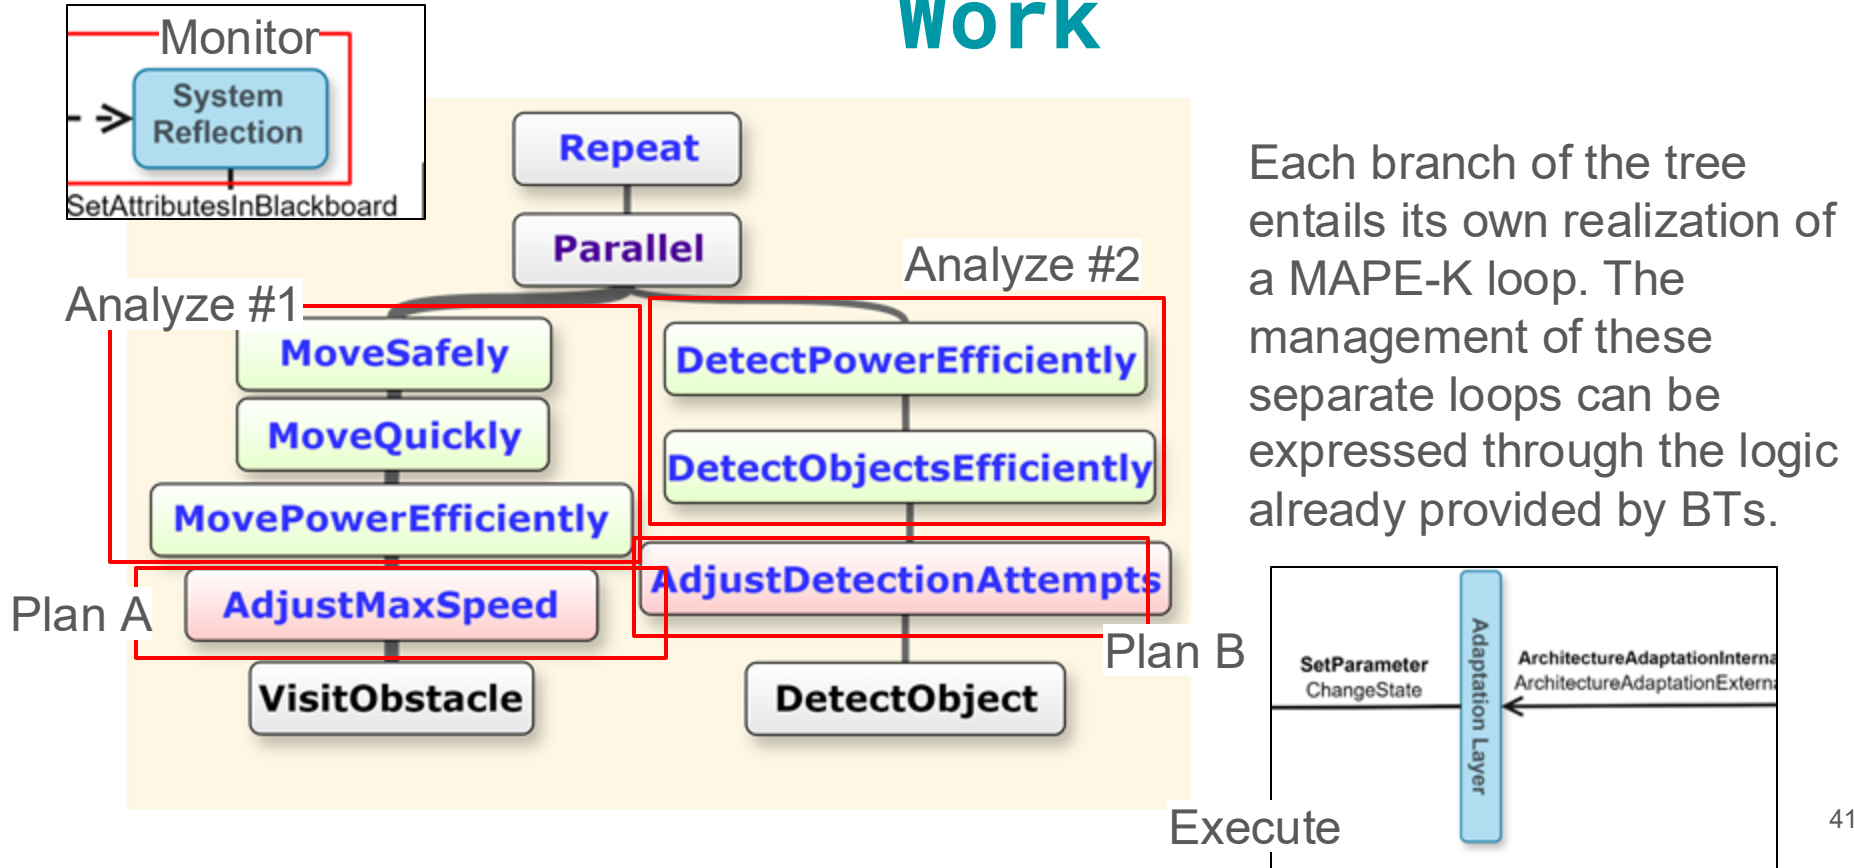 Work
Monitor
System
Reflection
SetAttributesInBlackboard
Repeat
Parallel
Analyze #1
MoveSafely
MoveQuickly
MovePowerEfficiently
Plan A
AdjustMaxSpeed
VisitObstacle
Analyze #2
DetectPowerEfficiently
DetectObjectsEfficiently
AdjustDetectionAttempts
Plan B
DetectObject
Each branch of the tree
entails its own realization of
a MAPE-K loop. The
management of these
separate loops can be
expressed through the logic
already provided by BTs.
SetParameter
ChangeState
Adaptation Layer
ArchitectureAdaptationInterna
ArchitectureAdaptationExterna
Execute
41